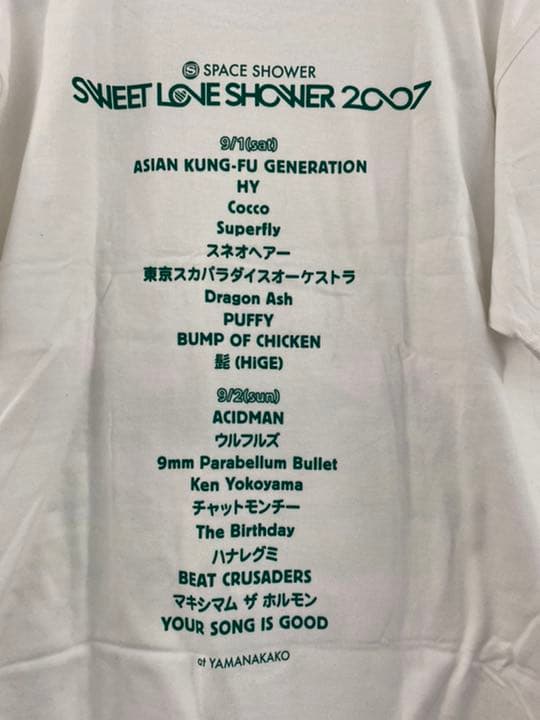 S SPACE SHOWER
SWEET LOVE SHOWER 2007
9/1(sat)
ASIAN KUNG-FU GENERATION
HY
Cocco
Superfly
スネオヘアー
東京スカパラダイスオーケストラ
Dragon Ash
PUFFY
BUMP OF CHICKEN
髭 (HiGE)
9/2(sun)
ACIDMAN
ウルフルズ
9mm Parabellum Bullet
Ken Yokoyama
チャットモンチー
The Birthday
ハナレグミ
BEAT CRUSADERS
マキシマム ザ ホルモン
YOUR SONG IS GOOD
at YAMANAKAKO